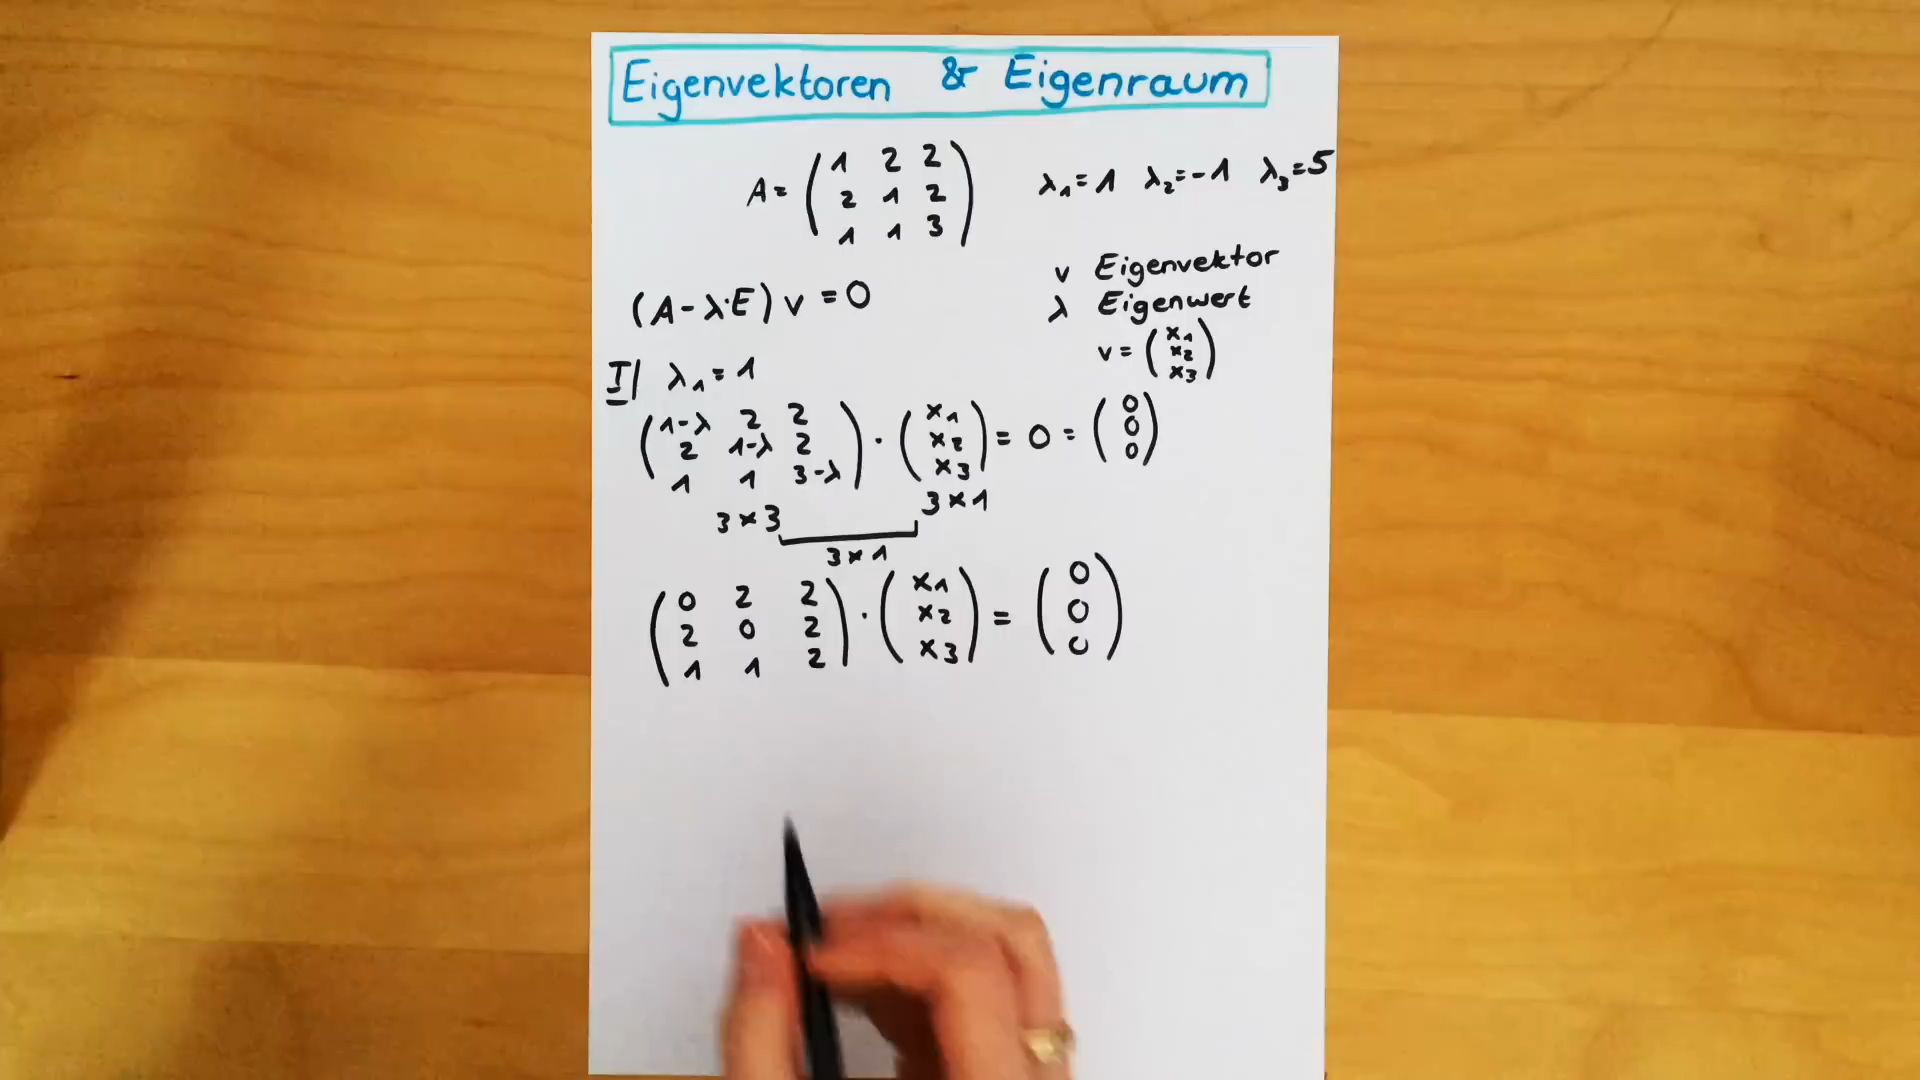 Eigenvektoren & Eigenraum
A = ( 1 2 2 ; 2 1 2 ; 1 1 3 ) λ₁=1 λ₂=-1 λ₃=5
v Eigenvektor
(A-λ·E) v = 0
λ Eigenwert
v = ( x₁ ; x₂ ; x₃ )
I| λ₁ = 1
( 1-λ 2 2 ; 2 1-λ 2 ; 1 1 3-λ ) · ( x₁ ; x₂ ; x₃ ) = 0 = ( 0 ; 0 ; 0 )
3×3 3×1
3×1
( 0 2 2 ; 2 0 2 ; 1 1 2 ) · ( x₁ ; x₂ ; x₃ ) = ( 0 ; 0 ; 0 )